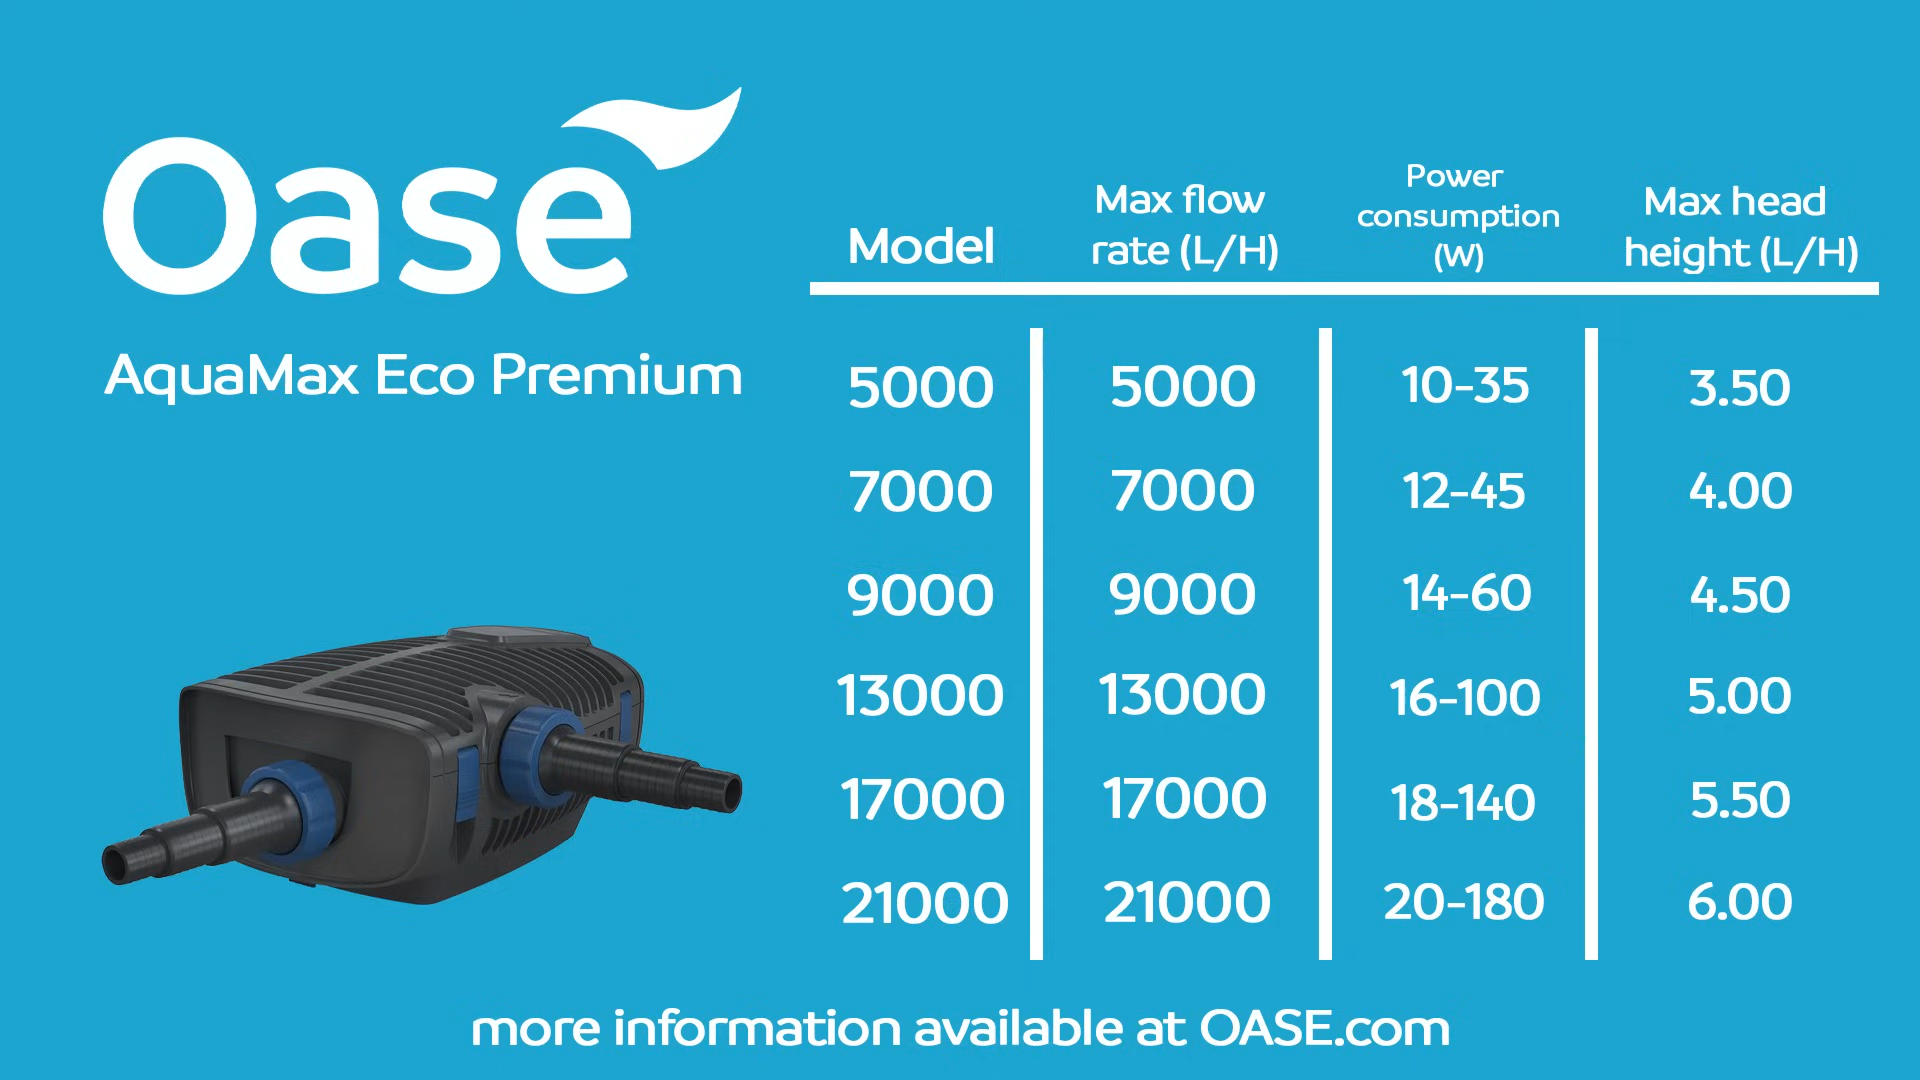 Oase
AquaMax Eco Premium
Model
Max flow
rate (L/H)
Power
consumption
(W)
Max head
height (L/H)
5000 5000 10-35 3.50
7000 7000 12-45 4.00
9000 9000 14-60 4.50
13000 13000 16-100 5.00
17000 17000 18-140 5.50
21000 21000 20-180 6.00
more information available at OASE.com